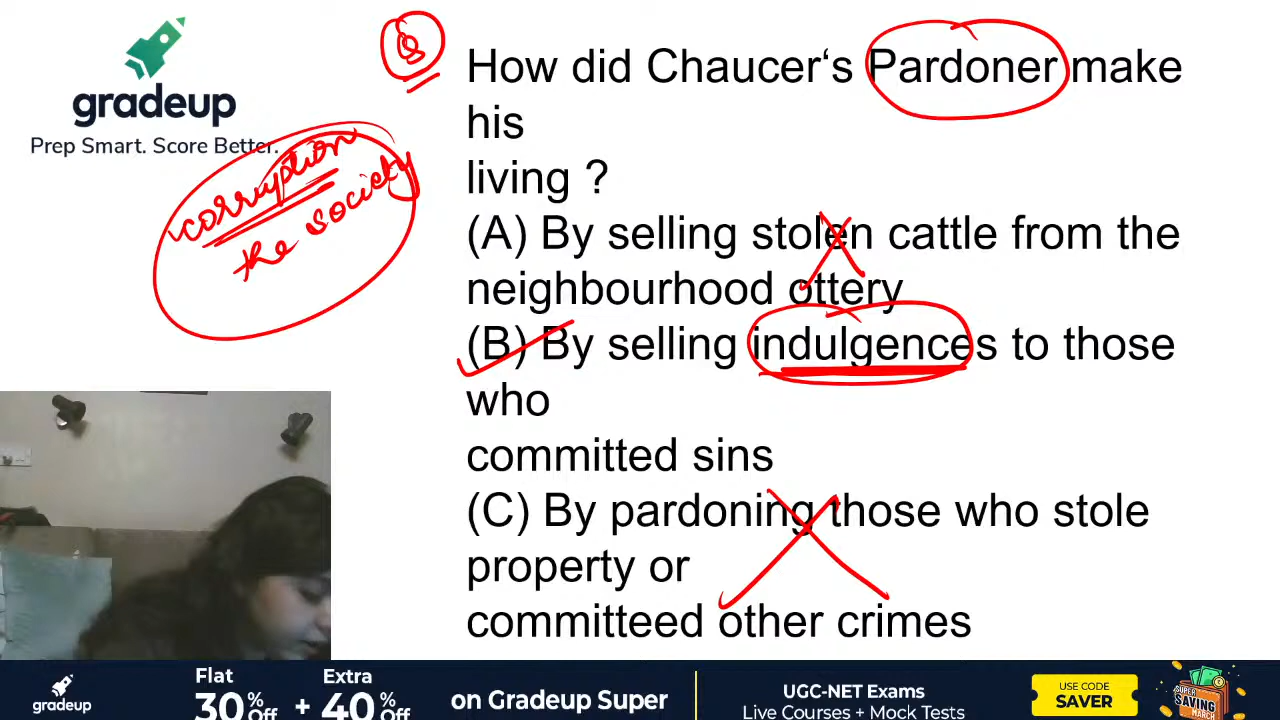 gradeup
Prep Smart. Score Better.
Q
corruption
the society
How did Chaucer‘s Pardoner make
his
living ?
(A) By selling stolen cattle from the
neighbourhood ottery
(B) By selling indulgences to those
who
committed sins
(C) By pardoning those who stole
property or
committeed other crimes
gradeup
Flat
30% Off
+
Extra
40% Off
on Gradeup Super
UGC-NET Exams
Live Courses + Mock Tests
USE CODE
SAVER
SUPER
SAVING
MARCH